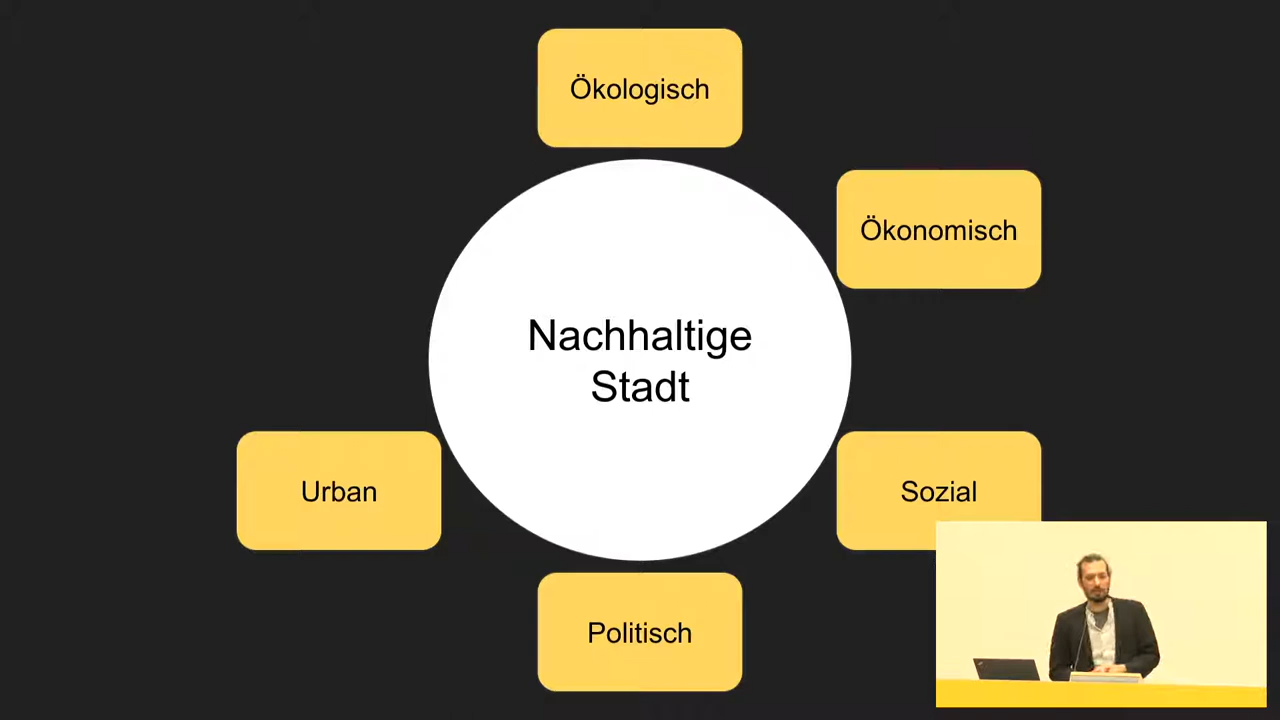 Ökologisch
Ökonomisch
Nachhaltige
Stadt
Urban
Sozial
Politisch